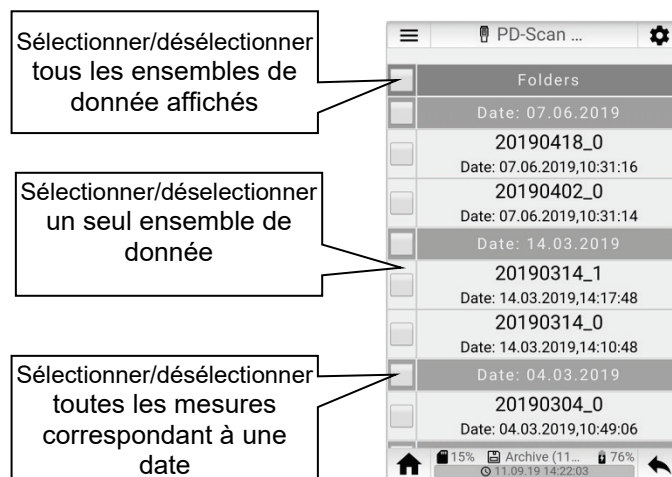 Sélectionner/désélectionner
tous les ensembles de
donnée affichés
Sélectionner/déselectionner
un seul ensemble de
donnée
Sélectionner/désélectionner
toutes les mesures
correspondant à une
date
PD-Scan ...
Folders
Date: 07.06.2019
20190418_0
Date: 07.06.2019,10:31:16
20190402_0
Date: 07.06.2019,10:31:14
Date: 14.03.2019
20190314_1
Date: 14.03.2019,14:17:48
20190314_0
Date: 14.03.2019,14:10:48
Date: 04.03.2019
20190304_0
Date: 04.03.2019,10:49:06
15% Archive (11... 76%
11.09.19 14:22:03